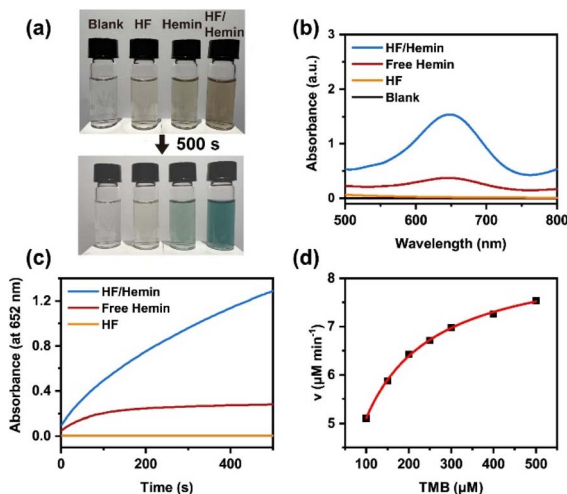 (a)
Blank HF Hemin HF/
Hemin
500 s
(b)
HF/Hemin
Free Hemin
HF
Blank
Absorbance (a.u.)
3
2
1
0
500 600 700 800
Wavelength (nm)
(c)
HF/Hemin
Free Hemin
HF
Absorbance (at 652 nm)
1.2
0.8
0.4
0.0
0 200 400
Time (s)
(d)
v (μM min⁻¹)
8
7
6
5
100 200 300 400 500
TMB (μM)